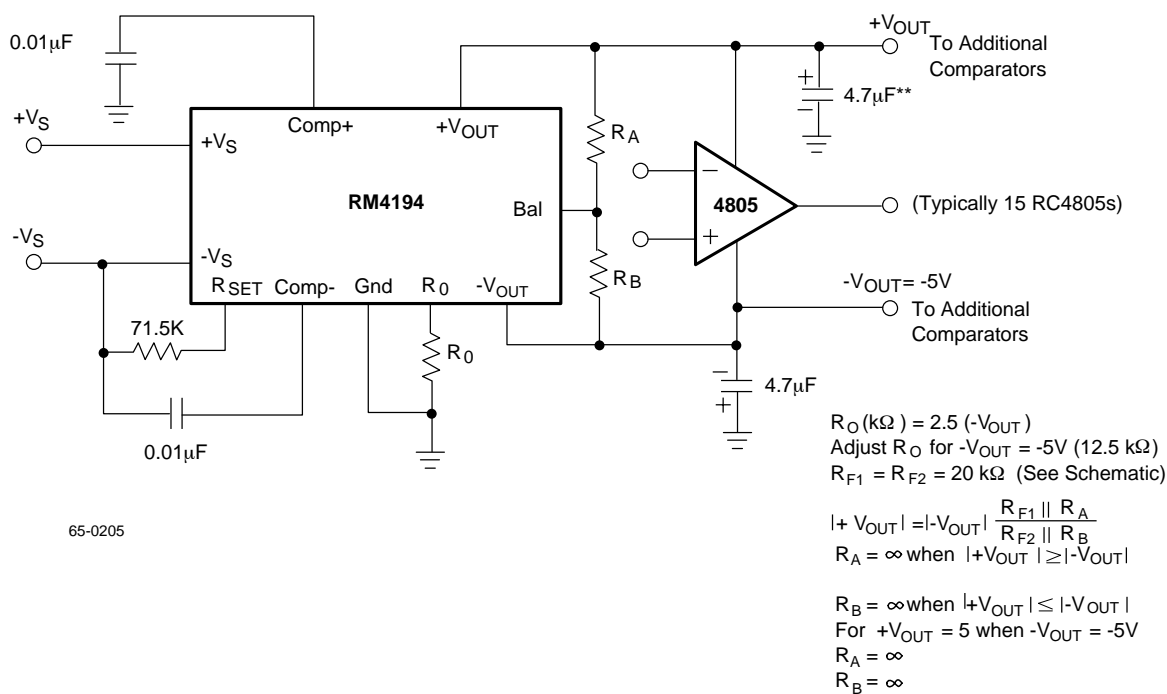 +VOUT
To Additional
Comparators
0.01μF
4.7μF**
+
–
+VS
+VS
Comp+
+VOUT
RA
RM4194
Bal
–
4805
+
(Typically 15 RC4805s)
-VS
-VS
RSET
Comp-
Gnd
R0
-VOUT
RB
-VOUT = -5V
To Additional
Comparators
71.5K
R0
–
+
4.7μF
0.01μF
RO (kΩ) = 2.5 (-VOUT)
Adjust RO for -VOUT = -5V (12.5 kΩ)
RF1 = RF2 = 20 kΩ (See Schematic)
65-0205
|+ VOUT| =|-VOUT| RF1 || RA
RF2 || RB
RA = ∞ when |+VOUT | ≥|-VOUT|
RB = ∞ when |+VOUT | ≤ |-VOUT |
For +VOUT = 5 when -VOUT = -5V
RA = ∞
RB = ∞